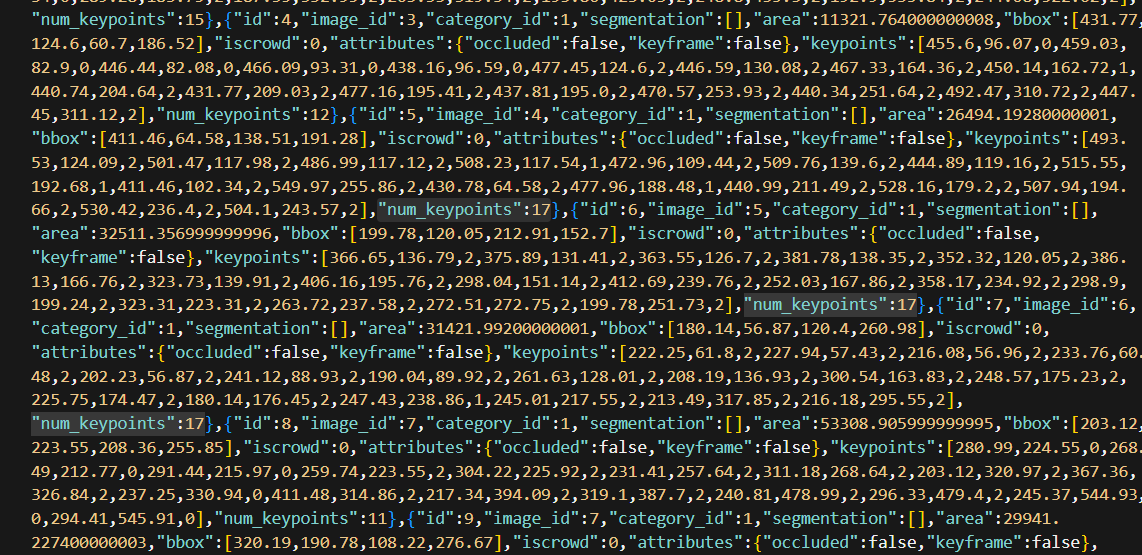 "num_keypoints":15},{"id":4,"image_id":3,"category_id":1,"segmentation":[],"area":11321.764000000008,"bbox":[431.77,
124.6,60.7,186.52],"iscrowd":0,"attributes":{"occluded":false,"keyframe":false},"keypoints":[455.6,96.07,0,459.03,
82.9,0,446.44,82.08,0,466.09,93.31,0,438.16,96.59,0,477.45,124.6,2,446.59,130.08,2,467.33,164.36,2,450.14,162.72,1,
440.74,204.64,2,431.77,209.03,2,477.16,195.41,2,437.81,195.0,2,470.57,253.93,2,440.34,251.64,2,492.47,310.72,2,447.
45,311.12,2],"num_keypoints":12},{"id":5,"image_id":4,"category_id":1,"segmentation":[],"area":26494.19280000001,
"bbox":[411.46,64.58,138.51,191.28],"iscrowd":0,"attributes":{"occluded":false,"keyframe":false},"keypoints":[493.
53,124.09,2,501.47,117.98,2,486.99,117.12,2,508.23,117.54,1,472.96,109.44,2,509.76,139.6,2,444.89,119.16,2,515.55,
192.68,1,411.46,102.34,2,549.97,255.86,2,430.78,64.58,2,477.96,188.48,1,440.99,211.49,2,528.16,179.2,2,507.94,194.
66,2,530.42,236.4,2,504.1,243.57,2],"num_keypoints":17},{"id":6,"image_id":5,"category_id":1,"segmentation":[],
"area":32511.356999999996,"bbox":[199.78,120.05,212.91,152.7],"iscrowd":0,"attributes":{"occluded":false,
"keyframe":false},"keypoints":[366.65,136.79,2,375.89,131.41,2,363.55,126.7,2,381.78,138.35,2,352.32,120.05,2,386.
13,166.76,2,323.73,139.91,2,406.16,195.76,2,298.04,151.14,2,412.69,239.76,2,252.03,167.86,2,358.17,234.92,2,298.9,
199.24,2,323.31,223.31,2,263.72,237.58,2,272.51,272.75,2,199.78,251.73,2],"num_keypoints":17},{"id":7,"image_id":6,
"category_id":1,"segmentation":[],"area":31421.99200000001,"bbox":[180.14,56.87,120.4,260.98],"iscrowd":0,
"attributes":{"occluded":false,"keyframe":false},"keypoints":[222.25,61.8,2,227.94,57.43,2,216.08,56.96,2,233.76,60.
48,2,202.23,56.87,2,241.12,88.93,2,190.04,89.92,2,261.63,128.01,2,208.19,136.93,2,300.54,163.83,2,248.57,175.23,2,
225.75,174.47,2,180.14,176.45,2,247.43,238.86,1,245.01,217.55,2,213.49,317.85,2,216.18,295.55,2],
"num_keypoints":17},{"id":8,"image_id":7,"category_id":1,"segmentation":[],"area":53308.905999999995,"bbox":[203.12,
223.55,208.36,255.85],"iscrowd":0,"attributes":{"occluded":false,"keyframe":false},"keypoints":[280.99,224.55,0,268.
49,212.77,0,291.44,215.97,0,259.74,223.55,2,304.22,225.92,2,231.41,257.64,2,311.18,268.64,2,203.12,320.97,2,367.36,
326.84,2,237.25,330.94,0,411.48,314.86,2,217.34,394.09,2,319.1,387.7,2,240.81,478.99,2,296.33,479.4,2,245.37,544.93,
0,294.41,545.91,0],"num_keypoints":11},{"id":9,"image_id":7,"category_id":1,"segmentation":[],"area":29941.
227400000003,"bbox":[320.19,190.78,108.22,276.67],"iscrowd":0,"attributes":{"occluded":false,"keyframe":false},